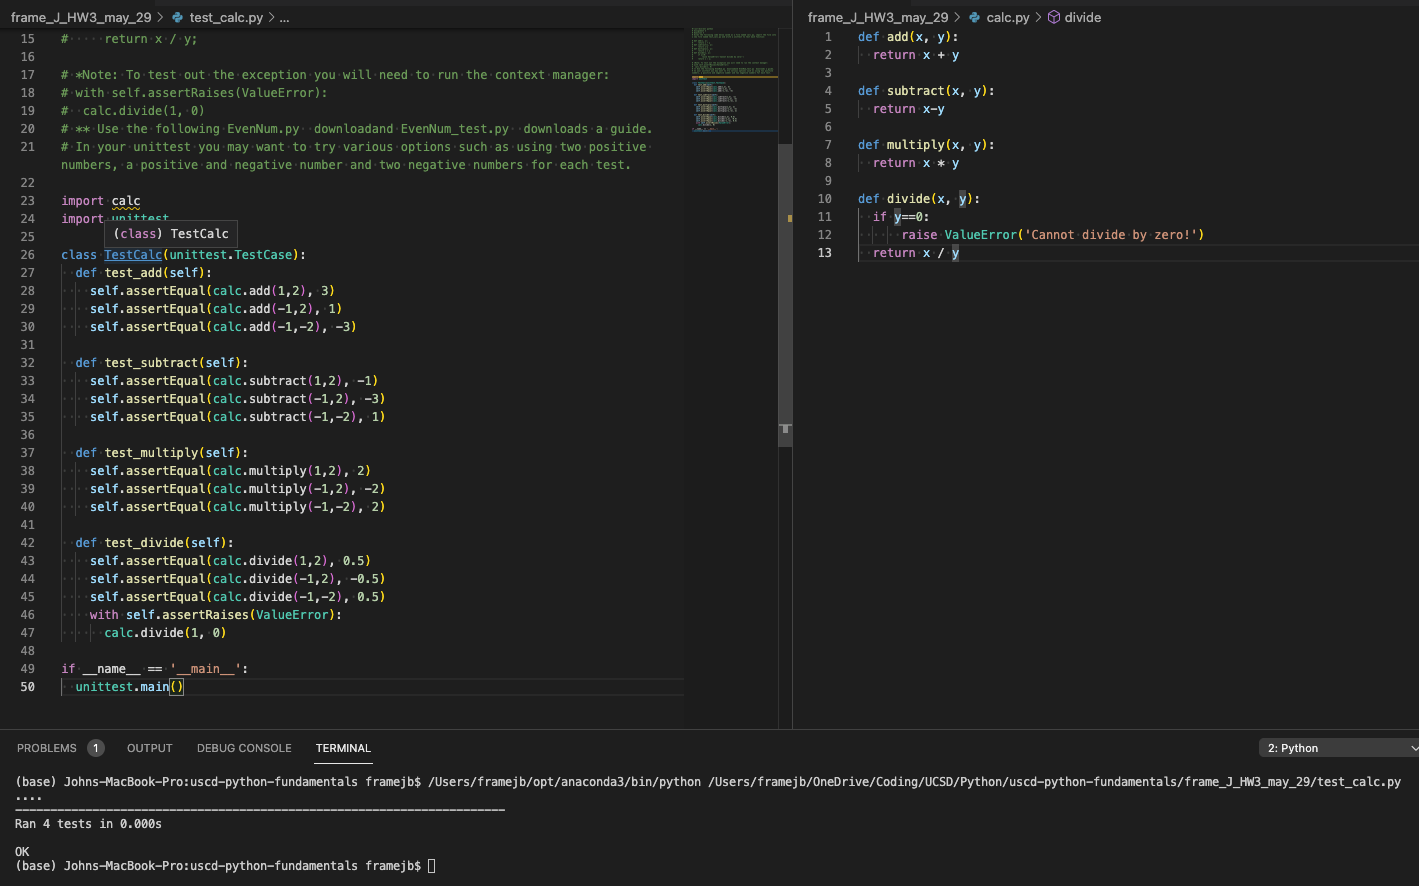 frame_J_HW3_may_29 > test_calc.py > ...
15 #     return x / y;
16
17 # *Note: To test out the exception you will need to run the context manager:
18 # with self.assertRaises(ValueError):
19 #  calc.divide(1, 0)
20 # ** Use the following EvenNum.py  downloadand EvenNum_test.py  downloads a guide.
21 # In your unittest you may want to try various options such as using two positive
numbers, a positive and negative number and two negative numbers for each test.
22
23 import calc
24 import unittest
(class) TestCalc
25
26 class TestCalc(unittest.TestCase):
27   def test_add(self):
28     self.assertEqual(calc.add(1,2), 3)
29     self.assertEqual(calc.add(-1,2), 1)
30     self.assertEqual(calc.add(-1,-2), -3)
31
32   def test_subtract(self):
33     self.assertEqual(calc.subtract(1,2), -1)
34     self.assertEqual(calc.subtract(-1,2), -3)
35     self.assertEqual(calc.subtract(-1,-2), 1)
36
37   def test_multiply(self):
38     self.assertEqual(calc.multiply(1,2), 2)
39     self.assertEqual(calc.multiply(-1,2), -2)
40     self.assertEqual(calc.multiply(-1,-2), 2)
41
42   def test_divide(self):
43     self.assertEqual(calc.divide(1,2), 0.5)
44     self.assertEqual(calc.divide(-1,2), -0.5)
45     self.assertEqual(calc.divide(-1,-2), 0.5)
46     with self.assertRaises(ValueError):
47       calc.divide(1, 0)
48
49 if __name__ == '__main__':
50   unittest.main()
frame_J_HW3_may_29 > calc.py > divide
1 def add(x, y):
2   return x + y
3
4 def subtract(x, y):
5   return x-y
6
7 def multiply(x, y):
8   return x * y
9
10 def divide(x, y):
11   if y==0:
12       raise ValueError('Cannot divide by zero!')
13   return x / y
PROBLEMS 1 OUTPUT DEBUG CONSOLE TERMINAL 2: Python
(base) Johns-MacBook-Pro:uscd-python-fundamentals framejb$ /Users/framejb/opt/anaconda3/bin/python /Users/framejb/OneDrive/Coding/UCSD/Python/uscd-python-fundamentals/frame_J_HW3_may_29/test_calc.py
....
----------------------------------------------------------------------
Ran 4 tests in 0.000s

OK
(base) Johns-MacBook-Pro:uscd-python-fundamentals framejb$